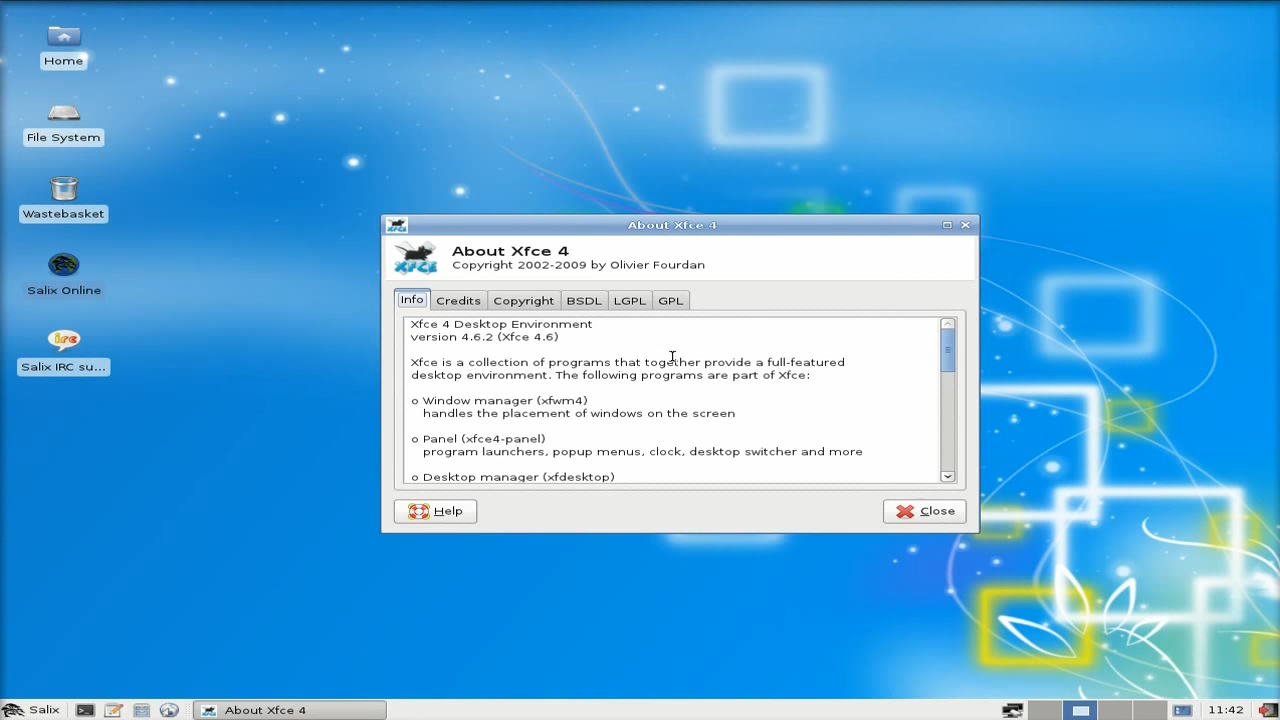 Home
File System
Wastebasket
Salix Online
Salix IRC su...
About Xfce 4
About Xfce 4
Copyright 2002-2009 by Olivier Fourdan
XFCE
Info Credits Copyright BSDL LGPL GPL
Xfce 4 Desktop Environment
version 4.6.2 (Xfce 4.6)
Xfce is a collection of programs that together provide a full-featured
desktop environment. The following programs are part of Xfce:
o Window manager (xfwm4)
handles the placement of windows on the screen
o Panel (xfce4-panel)
program launchers, popup menus, clock, desktop switcher and more
o Desktop manager (xfdesktop)
Help Close
Salix About Xfce 4 11:42